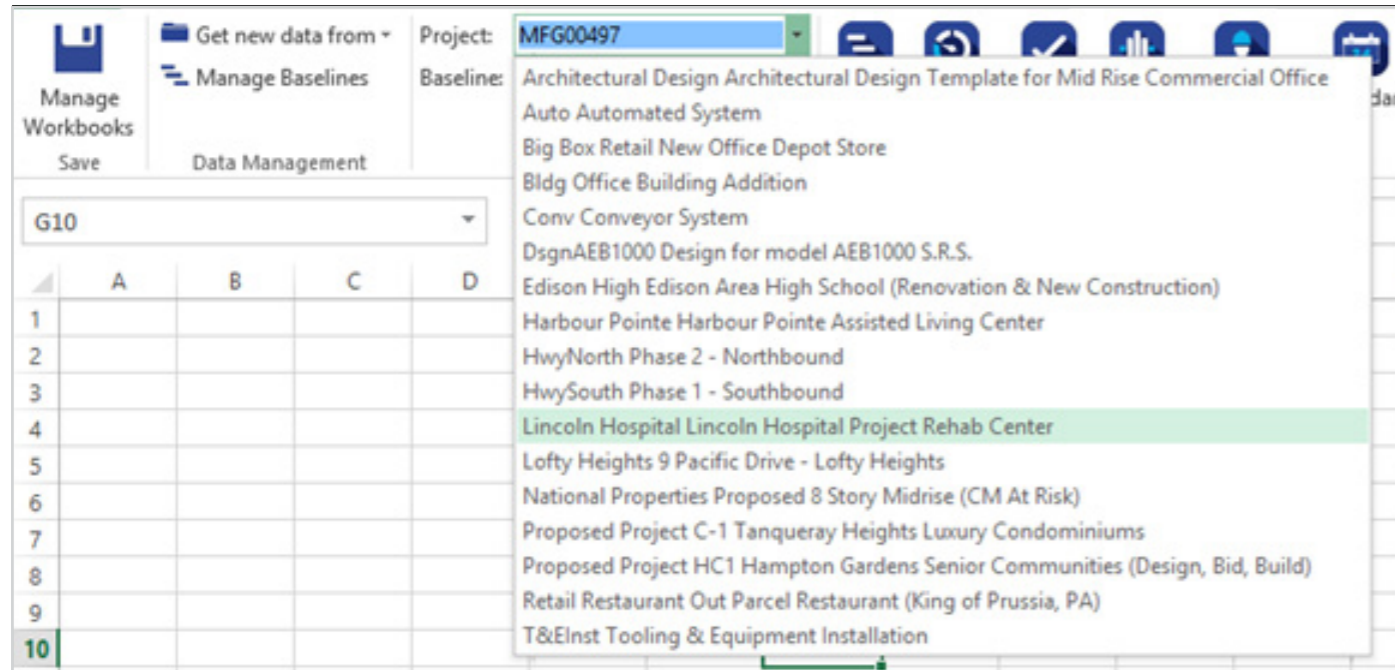 Manage
Workbooks
Save
Get new data from
Manage Baselines
Data Management
Project: MFG00497
Baseline:
Architectural Design Architectural Design Template for Mid Rise Commercial Office
Auto Automated System
Big Box Retail New Office Depot Store
Bldg Office Building Addition
Conv Conveyor System
DsgnAEB1000 Design for model AEB1000 S.R.S.
Edison High Edison Area High School (Renovation & New Construction)
Harbour Pointe Harbour Pointe Assisted Living Center
HwyNorth Phase 2 - Northbound
HwySouth Phase 1 - Southbound
Lincoln Hospital Lincoln Hospital Project Rehab Center
Lofty Heights 9 Pacific Drive - Lofty Heights
National Properties Proposed 8 Story Midrise (CM At Risk)
Proposed Project C-1 Tanqueray Heights Luxury Condominiums
Proposed Project HC1 Hampton Gardens Senior Communities (Design, Bid, Build)
Retail Restaurant Out Parcel Restaurant (King of Prussia, PA)
T&EInst Tooling & Equipment Installation
G10
A B C D
1
2
3
4
5
6
7
8
9
10